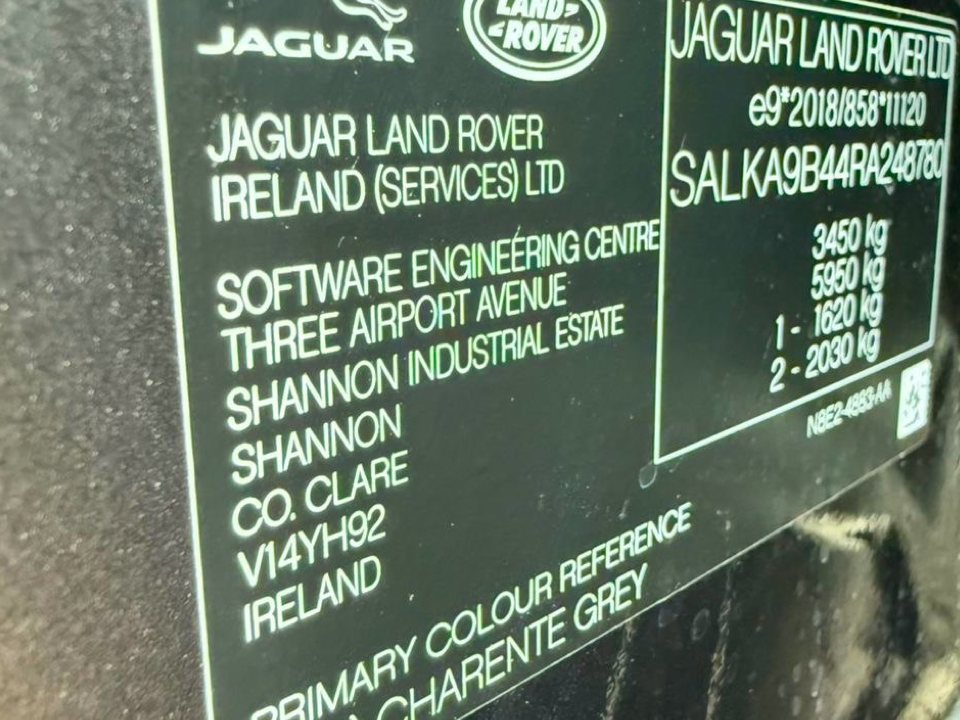 JAGUAR
LAND-
ROVER
JAGUAR LAND ROVER
IRELAND (SERVICES) LTD
SOFTWARE ENGINEERING CENTRE
THREE AIRPORT AVENUE
SHANNON INDUSTRIAL ESTATE
SHANNON
CO. CLARE
V14YH92
IRELAND
PRIMARY COLOUR REFERENCE
CHARENTE GREY
JAGUAR LAND ROVER LTD
e9*2018/858*11120
SALKA9B44RA248780
3450 kg
5950 kg
1 - 1620 kg
2 - 2030 kg
N8E2-4883-AA